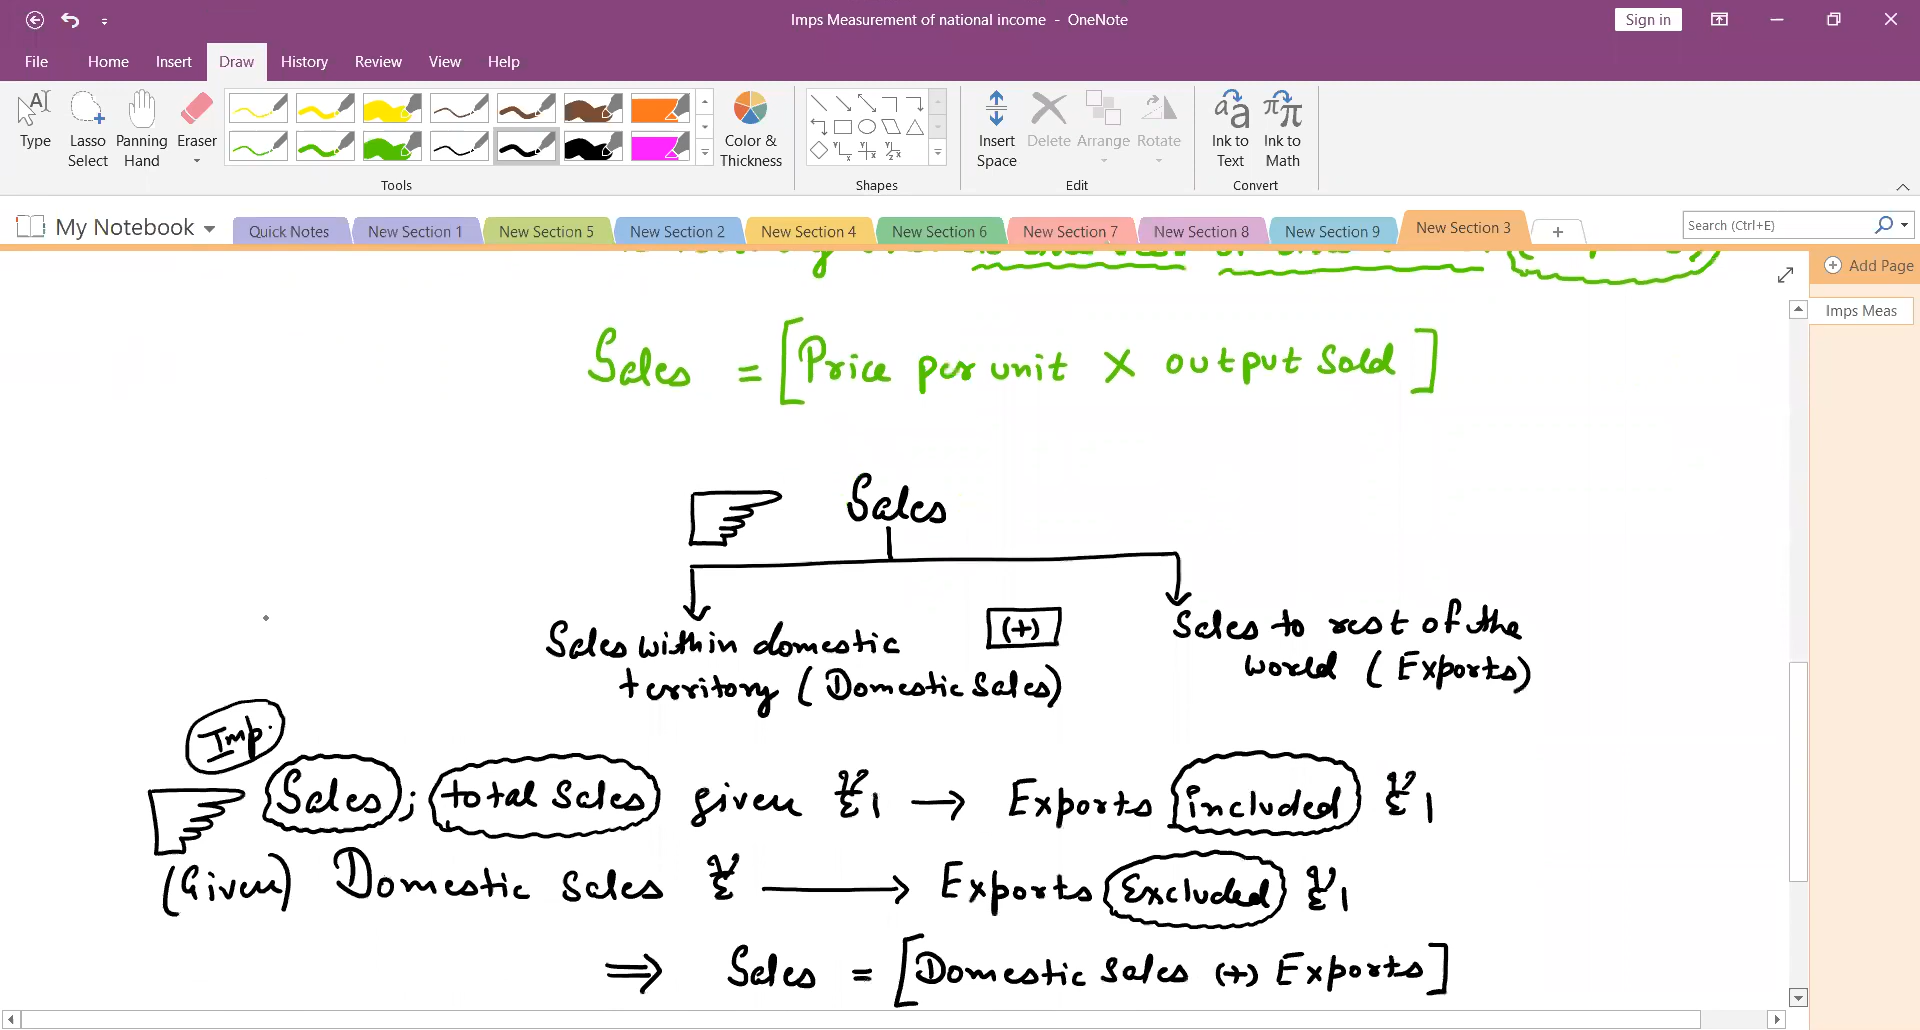 Imps Measurement of national income - OneNote
Sign in
File Home Insert Draw History Review View Help
Type
Lasso Select
Panning Hand
Eraser
Color & Thickness
Insert Space
Delete
Arrange
Rotate
Ink to Text
Ink to Math
Tools
Shapes
Edit
Convert
My Notebook
Quick Notes
New Section 1
New Section 5
New Section 2
New Section 4
New Section 6
New Section 7
New Section 8
New Section 9
New Section 3
Search (Ctrl+E)
Add Page
Imps Meas
Sales = [Price per unit X output Sold]
Sales
Sales within domestic
territory (Domestic Sales)
(+)
Sales to rest of the
world (Exports)
Imp.
Sales; total Sales given है। → Exports included है।
(Given) Domestic Sales है → Exports Excluded है।
⇒ Sales = [Domestic Sales (+) Exports]